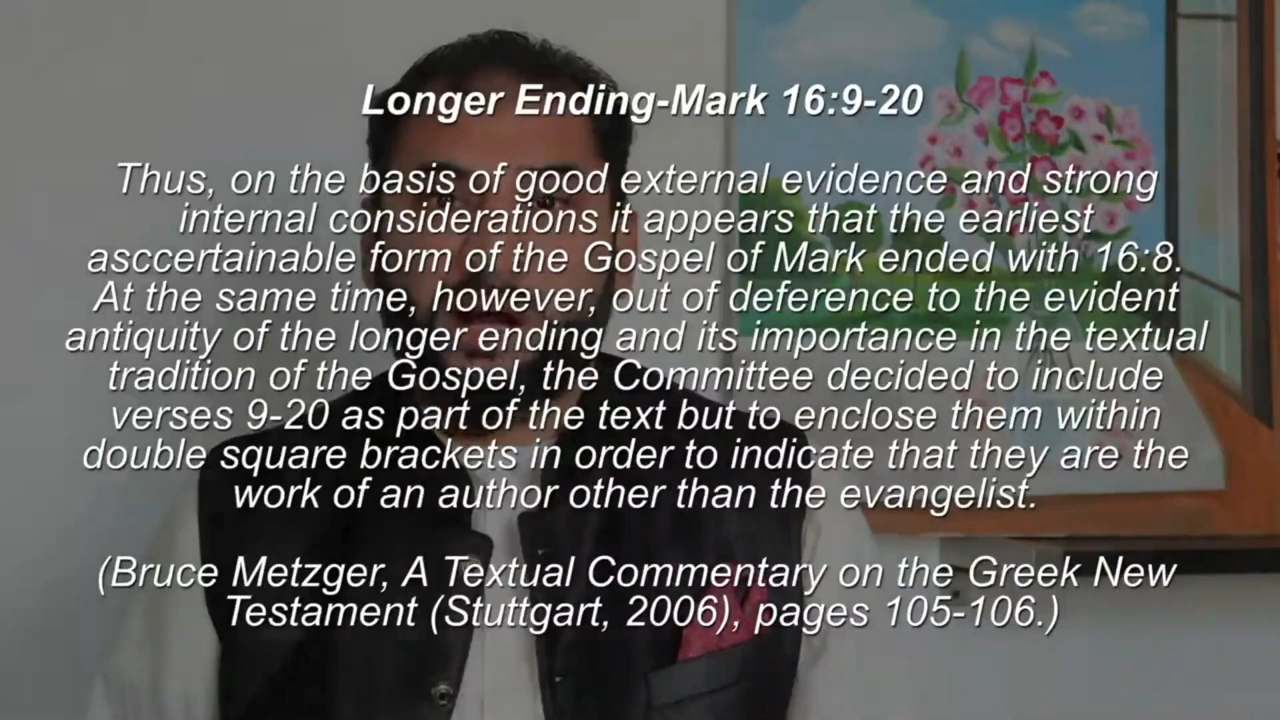 Longer Ending-Mark 16:9-20
Thus, on the basis of good external evidence and strong
internal considerations it appears that the earliest
asccertainable form of the Gospel of Mark ended with 16:8.
At the same time, however, out of deference to the evident
antiquity of the longer ending and its importance in the textual
tradition of the Gospel, the Committee decided to include
verses 9-20 as part of the text but to enclose them within
double square brackets in order to indicate that they are the
work of an author other than the evangelist.
(Bruce Metzger, A Textual Commentary on the Greek New
Testament (Stuttgart, 2006), pages 105-106.)